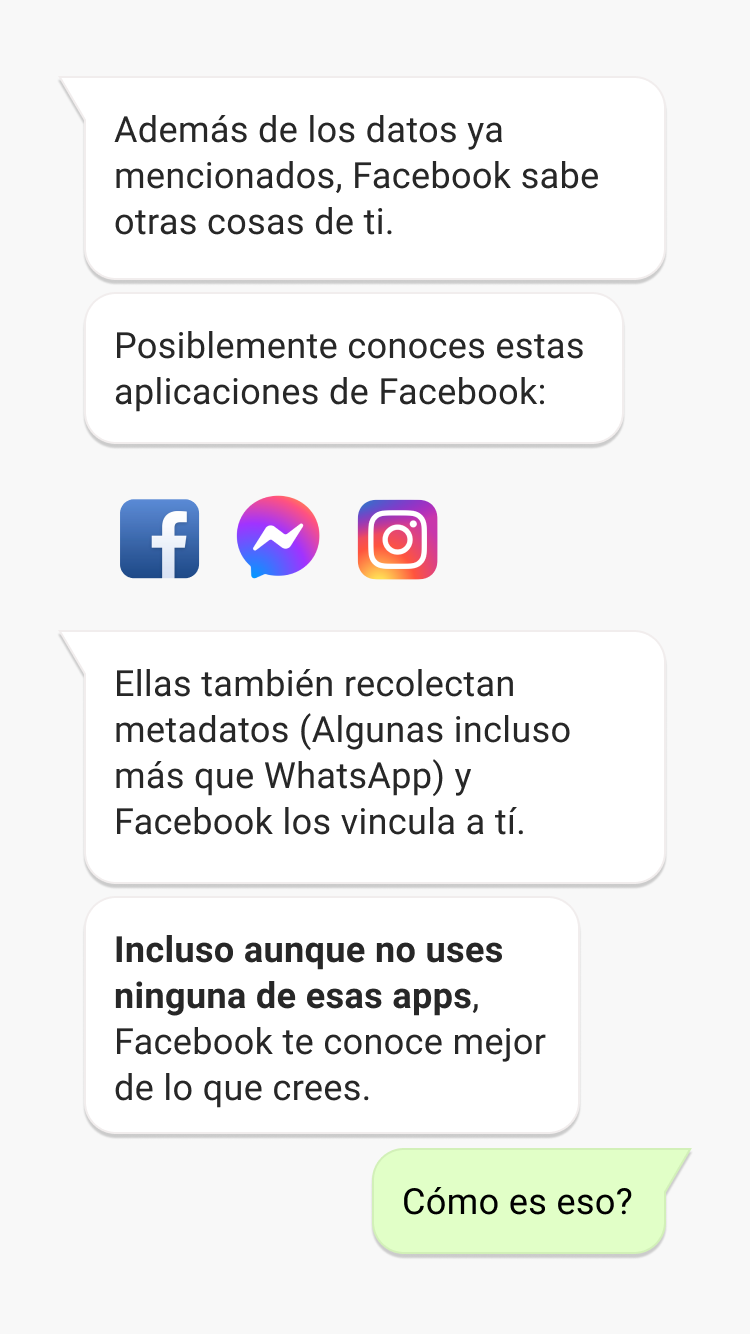 Además de los datos ya
mencionados, Facebook sabe
otras cosas de ti.
Posiblemente conoces estas
aplicaciones de Facebook:
Ellas también recolectan
metadatos (Algunas incluso
más que WhatsApp) y
Facebook los vincula a tí.
Incluso aunque no uses
ninguna de esas apps,
Facebook te conoce mejor
de lo que crees.
Cómo es eso?